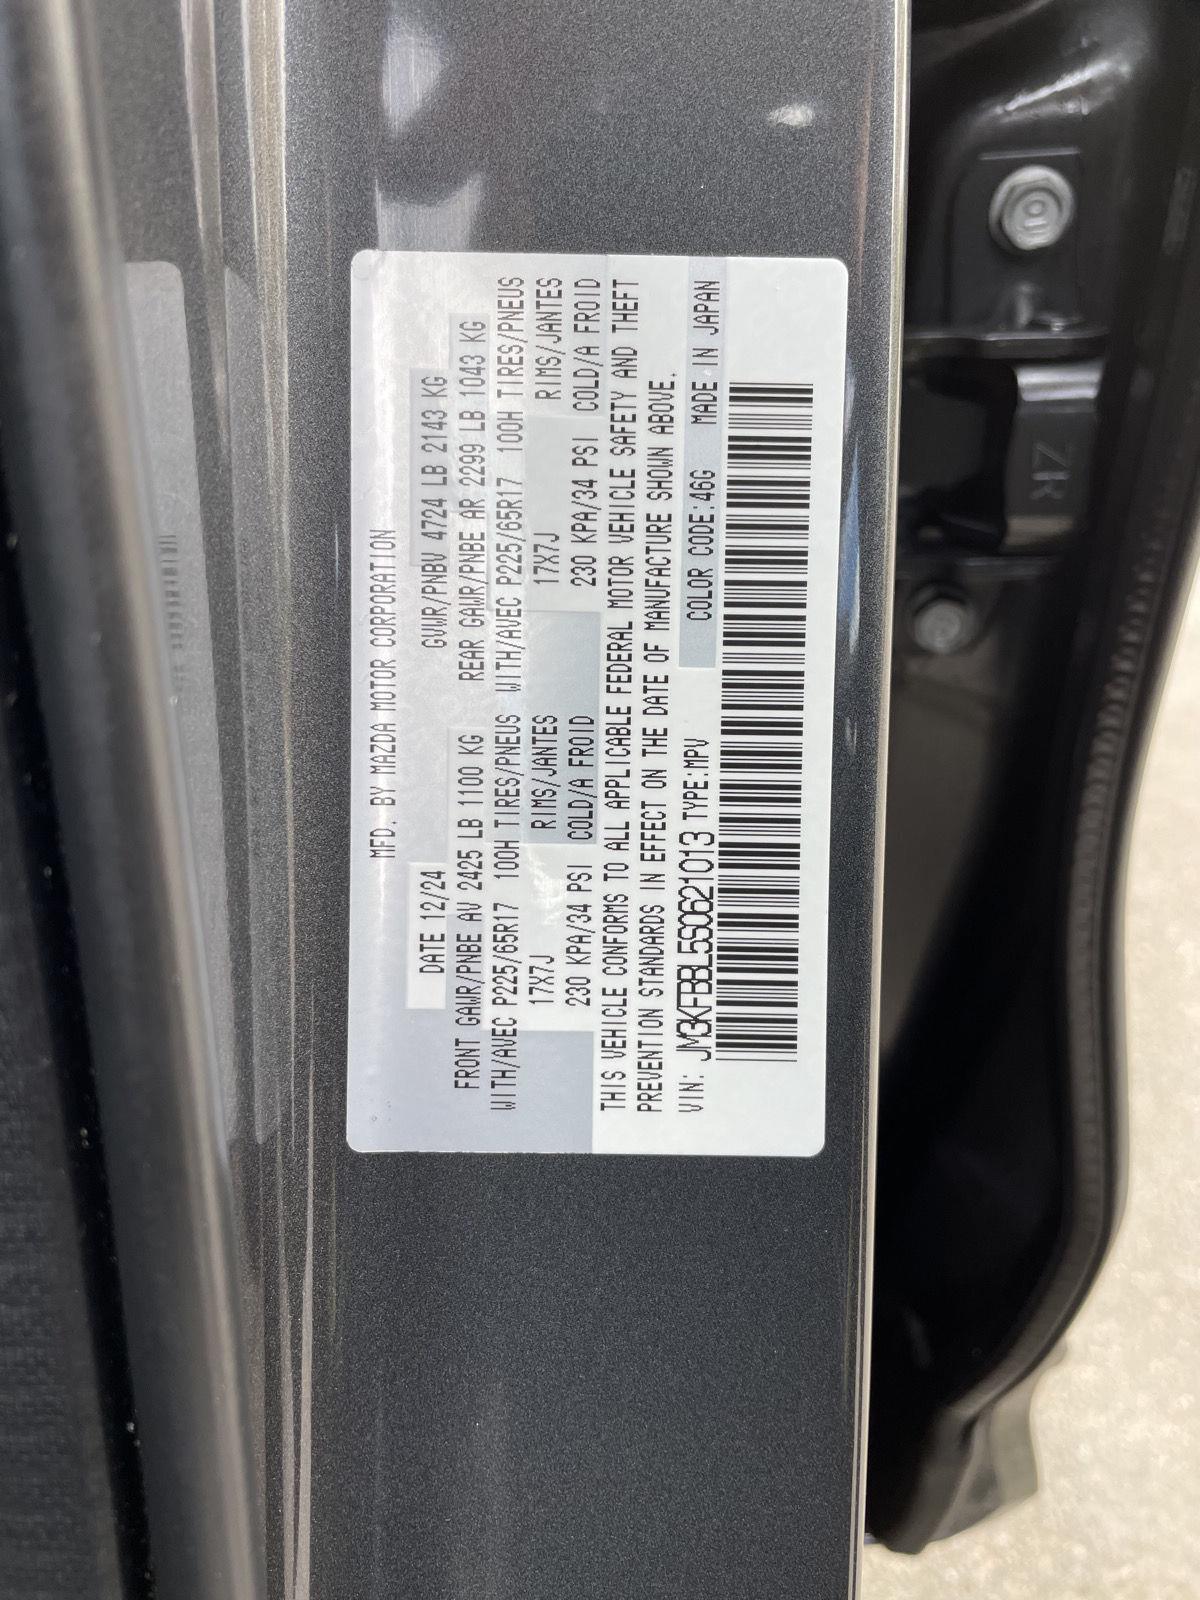 MFD. BY MAZDA MOTOR CORPORATION
DATE 12/24 GVWR/PNBV 4724 LB 2143 KG
FRONT GAWR/PNBE AV 2425 LB 1100 KG REAR GAWR/PNBE AR 2299 LB 1043 KG
WITH/AVEC P225/65R17 100H TIRES/PNEUS WITH/AVEC P225/65R17 100H TIRES/PNEUS
17X7J RIMS/JANTES 17X7J RIMS/JANTES
230 KPA/34 PSI COLD/A FROID 230 KPA/34 PSI COLD/A FROID
THIS VEHICLE CONFORMS TO ALL APPLICABLE FEDERAL MOTOR VEHICLE SAFETY AND THEFT
PREVENTION STANDARDS IN EFFECT ON THE DATE OF MANUFACTURE SHOWN ABOVE.
VIN: JM3KFBBL5S0621013 TYPE:MPV COLOR CODE:46G MADE IN JAPAN
ZR